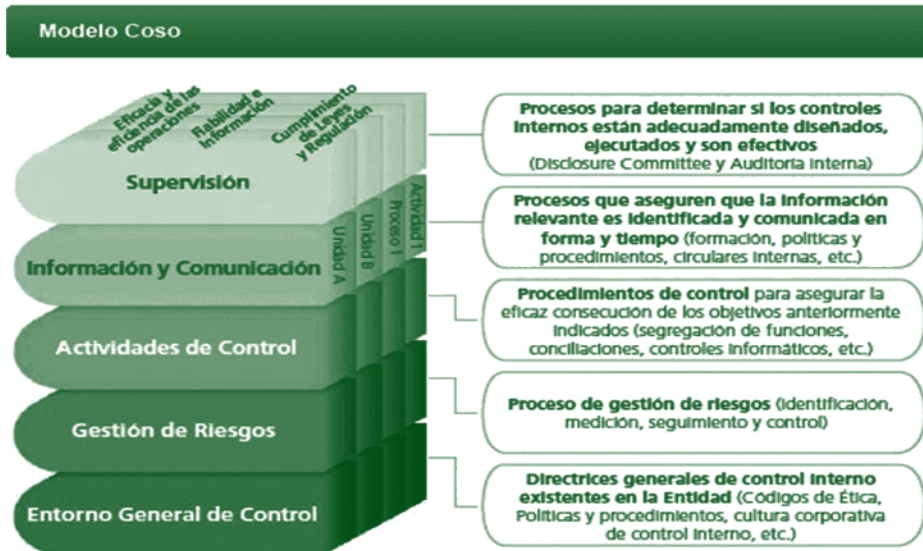 Modelo Coso
Eficacia y
eficiencia de las
operaciones
Fiabilidad e
Información
Cumplimiento
de Leyes
y Regulación
Supervisión
Procesos para determinar si los controles
Internos están adecuadamente diseñados,
ejecutados y son efectivos
(Disclosure Committee y Auditoría Interna)
Información y Comunicación
Unidad A
Unidad B
Proceso 1
Actividad 1
Procesos que aseguren que la información
relevante es identificada y comunicada en
forma y tiempo (formación, políticas y
procedimientos, circulares internas, etc.)
Actividades de Control
Procedimientos de control para asegurar la
eficaz consecución de los objetivos anteriormente
indicados (segregación de funciones,
conciliaciones, controles informáticos, etc.)
Gestión de Riesgos
Proceso de gestión de riesgos (identificación,
medición, seguimiento y control)
Entorno General de Control
Directrices generales de control interno
existentes en la Entidad (Códigos de Ética,
Políticas y procedimientos, cultura corporativa
de control interno, etc.)